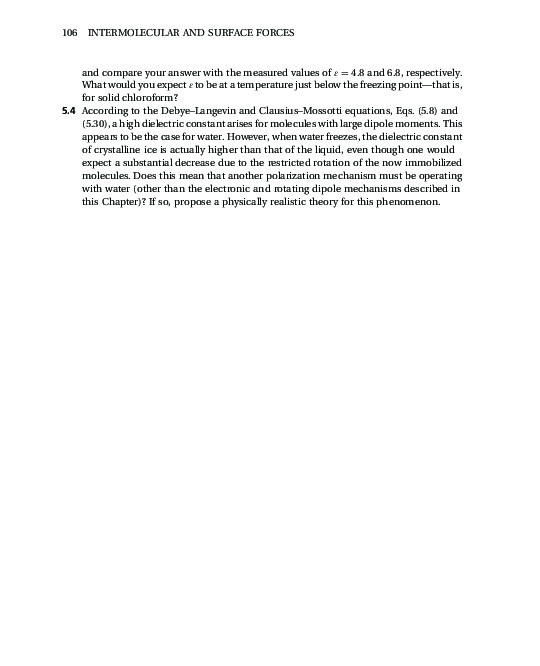 106 INTERMOLECULAR AND SURFACE FORCES
and compare your answer with the measured values of ε = 4.8 and 6.8, respectively.
What would you expect ε to be at a temperature just below the freezing point—that is,
for solid chloroform?
5.4 According to the Debye–Langevin and Clausius–Mossotti equations, Eqs. (5.8) and
(5.30), a high dielectric constant arises for molecules with large dipole moments. This
appears to be the case for water. However, when water freezes, the dielectric constant
of crystalline ice is actually higher than that of the liquid, even though one would
expect a substantial decrease due to the restricted rotation of the now immobilized
molecules. Does this mean that another polarization mechanism must be operating
with water (other than the electronic and rotating dipole mechanisms described in
this Chapter)? If so, propose a physically realistic theory for this phenomenon.